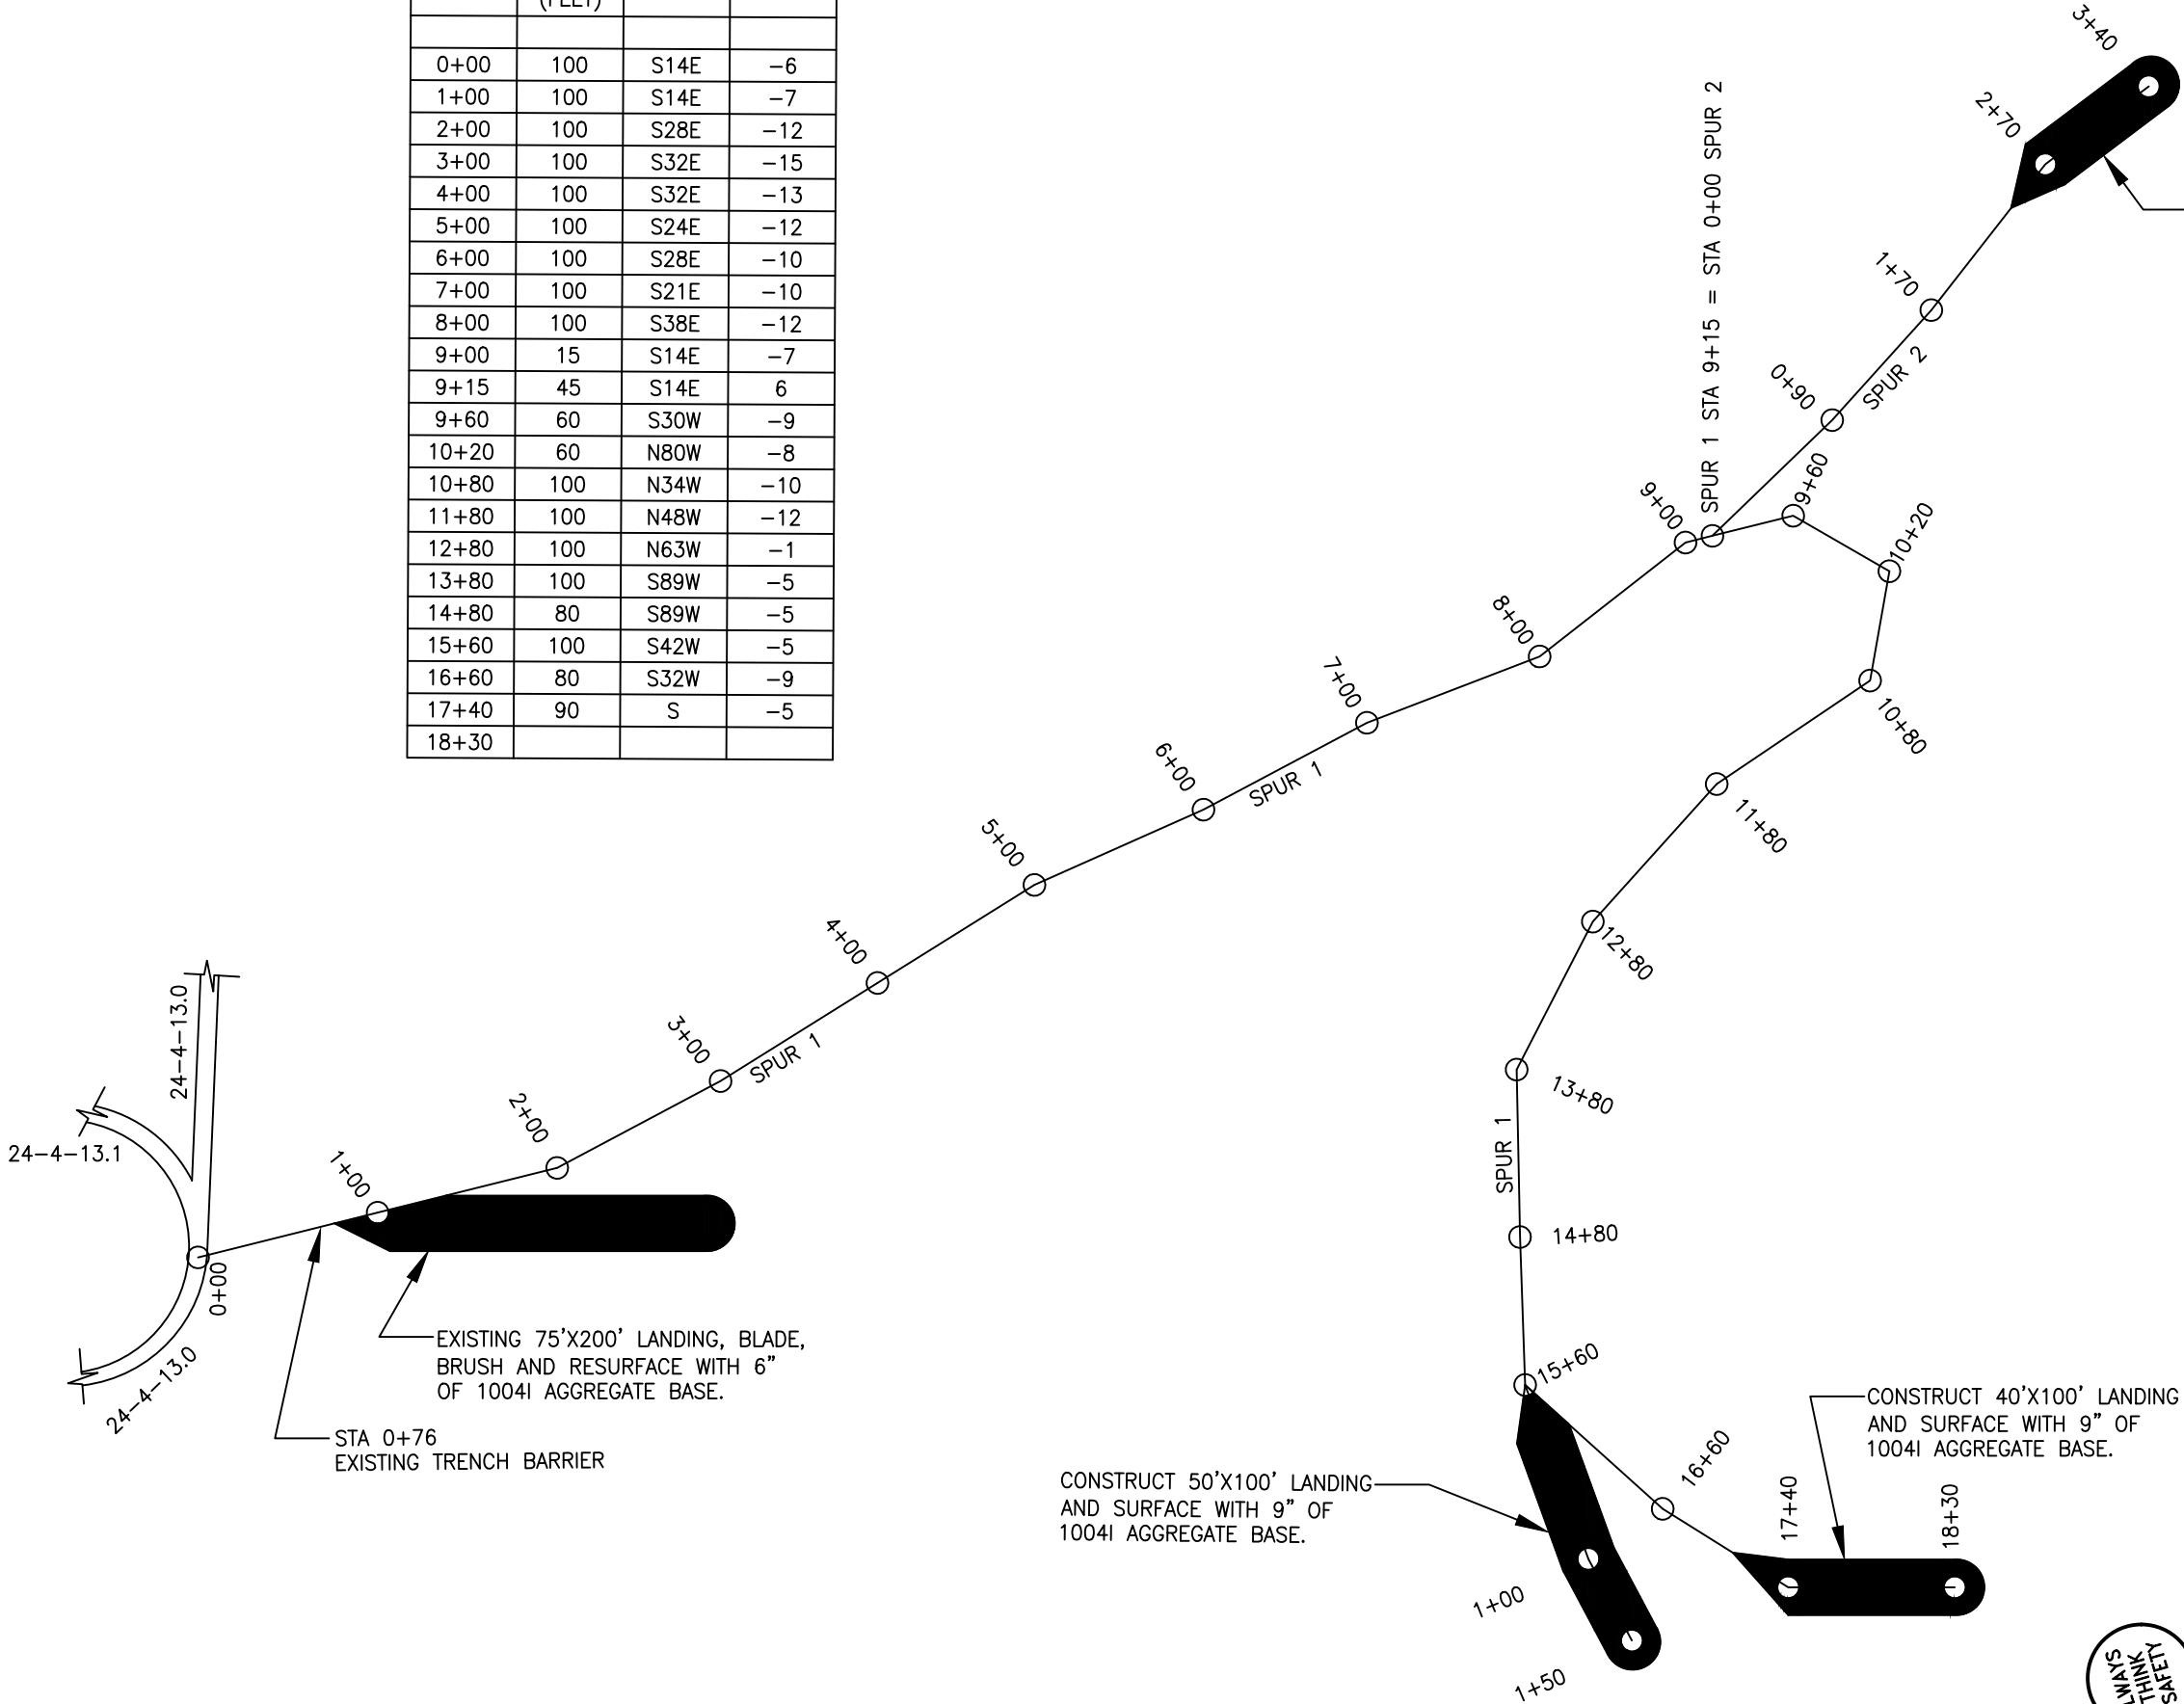 (FEET)
0+00 100 S14E -6
1+00 100 S14E -7
2+00 100 S28E -12
3+00 100 S32E -15
4+00 100 S32E -13
5+00 100 S24E -12
6+00 100 S28E -10
7+00 100 S21E -10
8+00 100 S38E -12
9+00 15 S14E -7
9+15 45 S14E 6
9+60 60 S30W -9
10+20 60 N80W -8
10+80 100 N34W -10
11+80 100 N48W -12
12+80 100 N63W -1
13+80 100 S89W -5
14+80 80 S89W -5
15+60 100 S42W -5
16+60 80 S32W -9
17+40 90 S -5
18+30
3+40
2+70
1+70
0+90
SPUR 2
SPUR 1 STA 9+15 = STA 0+00 SPUR 2
9+00
9+60
10+20
8+00
7+00
10+80
6+00
SPUR 1
11+80
5+00
4+00
12+80
3+00
SPUR 1
13+80
2+00
SPUR 1
1+00
14+80
24-4-13.0
24-4-13.1
0+00
24-4-13.0
EXISTING 75'X200' LANDING, BLADE,
BRUSH AND RESURFACE WITH 6"
OF 1004I AGGREGATE BASE.
STA 0+76
EXISTING TRENCH BARRIER
15+60
16+60
17+40
18+30
CONSTRUCT 40'X100' LANDING
AND SURFACE WITH 9" OF
1004I AGGREGATE BASE.
CONSTRUCT 50'X100' LANDING
AND SURFACE WITH 9" OF
1004I AGGREGATE BASE.
1+00
1+50
THINK
SAFETY